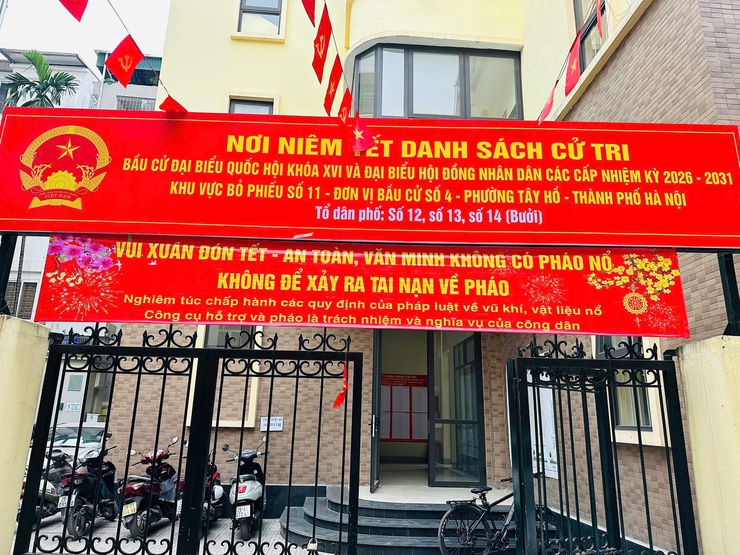 NƠI NIÊM YẾT DANH SÁCH CỬ TRI
BẦU CỬ ĐẠI BIỂU QUỐC HỘI KHÓA XVI VÀ ĐẠI BIỂU HỘI ĐỒNG NHÂN DÂN CÁC CẤP NHIỆM KỲ 2026 - 2031
KHU VỰC BỎ PHIẾU SỐ 11 - ĐƠN VỊ BẦU CỬ SỐ 4 - PHƯỜNG TÂY HỒ - THÀNH PHỐ HÀ NỘI
Tổ dân phố: Số 12, số 13, số 14 (Bưởi)
VIỆT NAM
VUI XUÂN ĐÓN TẾT - AN TOÀN, VĂN MINH KHÔNG CÓ PHÁO NỔ
KHÔNG ĐỂ XẢY RA TAI NẠN VỀ PHÁO
Nghiêm túc chấp hành các quy định của pháp luật về vũ khí, vật liệu nổ
Công cụ hỗ trợ và pháo là trách nhiệm và nghĩa vụ của công dân